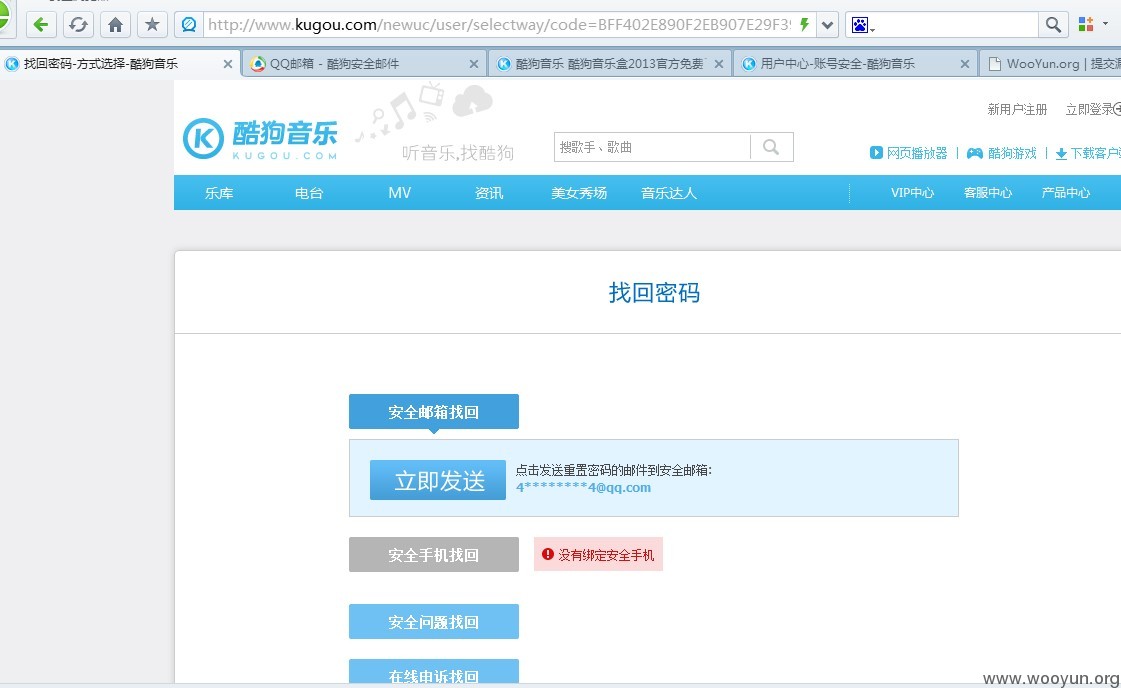 http://www.kugou.com/newuc/user/selectway/code=BFF402E890F2EB907E29F3
找回密码-方式选择-酷狗音乐
QQ邮箱 - 酷狗安全邮件
酷狗音乐 酷狗音乐盒2013官方免费
用户中心-账号安全-酷狗音乐
WooYun.org | 提交
新用户注册 立即登录
酷狗音乐
KUGOU.COM
听音乐,找酷狗
搜歌手、歌曲
网页播放器 | 酷狗游戏 | 下载客户
乐库 电台 MV 资讯 美女秀场 音乐达人 VIP中心 客服中心 产品中心
找回密码
安全邮箱找回
立即发送
点击发送重置密码的邮件到安全邮箱:
4********4@qq.com
安全手机找回
没有绑定安全手机
安全问题找回
在线申诉找回
www.wooyun.org